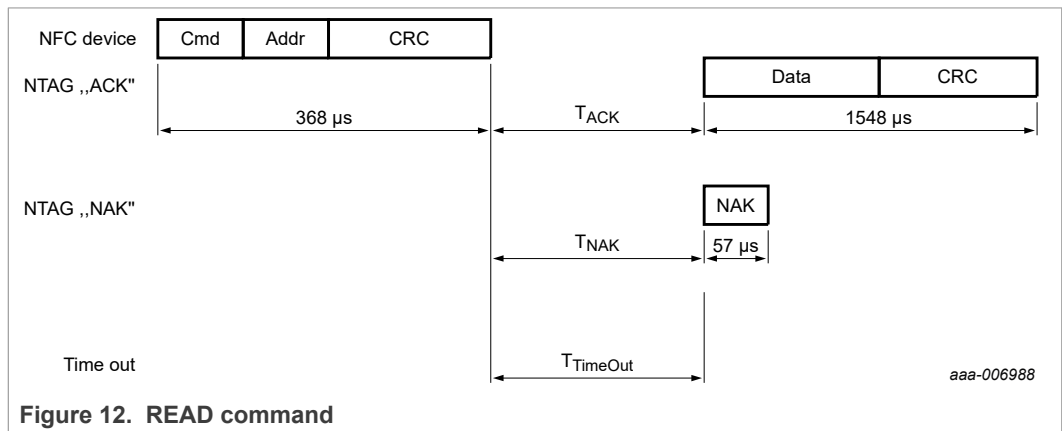 NFC device Cmd Addr CRC
NTAG ,,ACK" Data CRC
368 µs TACK 1548 µs
NTAG ,,NAK" NAK
TNAK 57 µs
Time out TTimeOut
aaa-006988
Figure 12. READ command